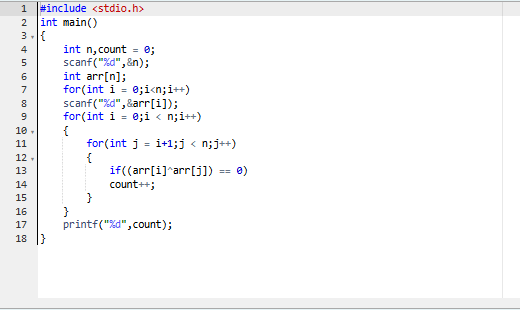 1 #include <stdio.h>
2 int main()
3 {
4 int n,count = 0;
5 scanf("%d",&n);
6 int arr[n];
7 for(int i = 0;i<n;i++)
8 scanf("%d",&arr[i]);
9 for(int i = 0;i < n;i++)
10 {
11 for(int j = i+1;j < n;j++)
12 {
13 if((arr[i]^arr[j]) == 0)
14 count++;
15 }
16 }
17 printf("%d",count);
18 }